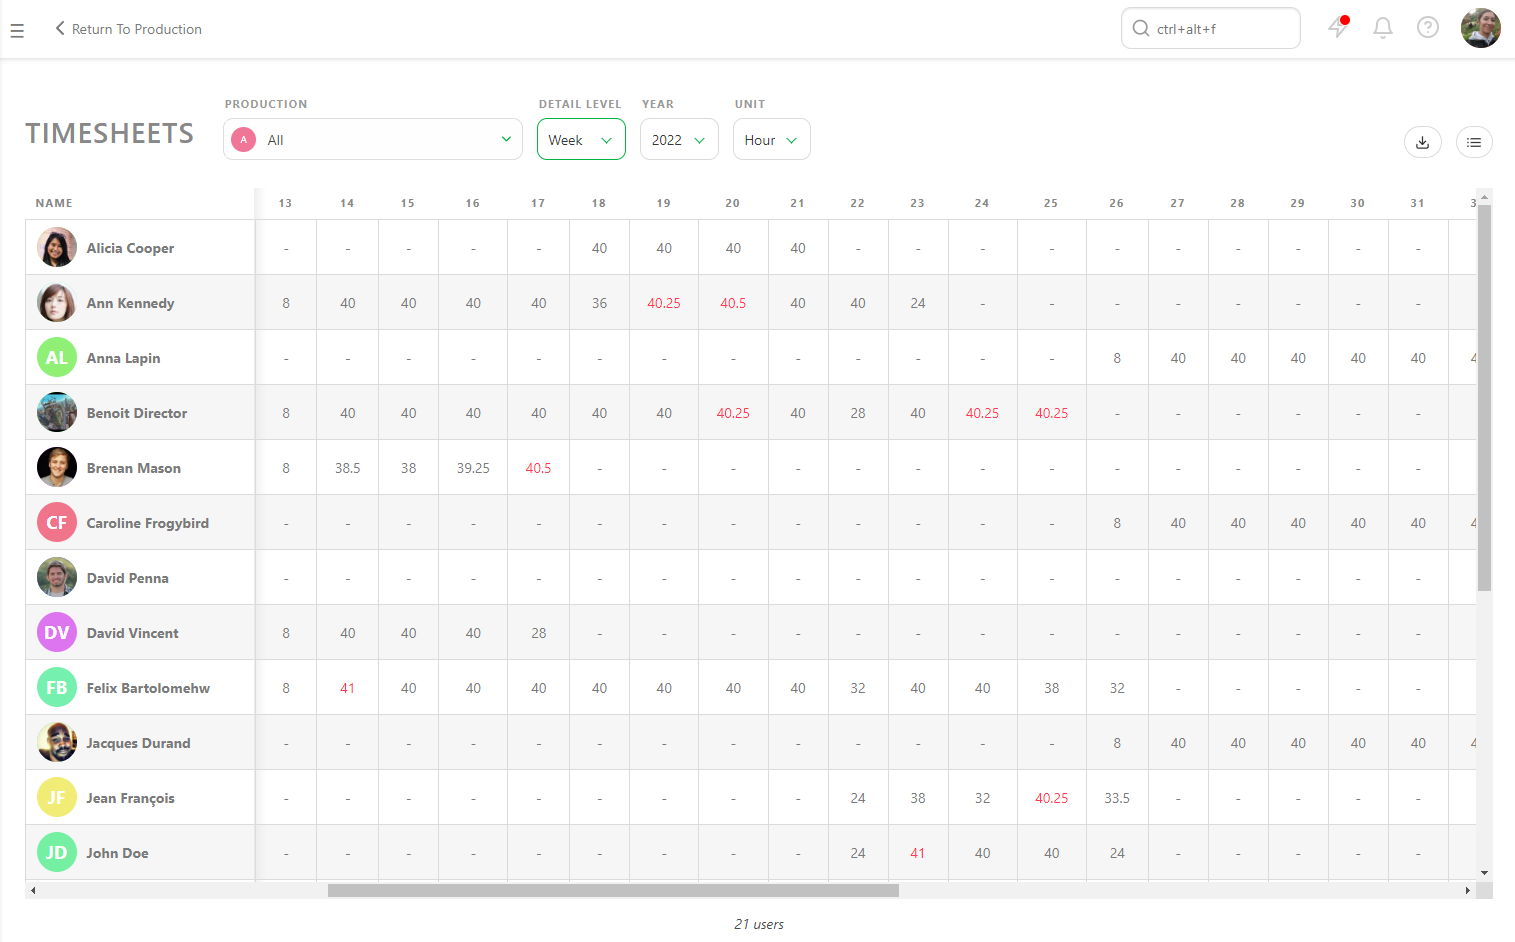 Return To Production
ctrl+alt+f
TIMESHEETS
PRODUCTION DETAIL LEVEL YEAR UNIT
A All Week 2022 Hour
NAME 13 14 15 16 17 18 19 20 21 22 23 24 25 26 27 28 29 30 31 3
Alicia Cooper - - - - - 40 40 40 40 - - - - - - - - - -
Ann Kennedy 8 40 40 40 40 36 40.25 40.5 40 40 24 - - - - - - - -
AL Anna Lapin - - - - - - - - - - - - - 8 40 40 40 40 40 4
Benoit Director 8 40 40 40 40 40 40 40.25 40 28 40 40.25 40.25 - - - - - -
Brenan Mason 8 38.5 38 39.25 40.5 - - - - - - - - - - - - - -
CF Caroline Frogybird - - - - - - - - - - - - - 8 40 40 40 40 40 4
David Penna - - - - - - - - - - - - - - - - - - -
DV David Vincent 8 40 40 40 28 - - - - - - - - - - - - - -
FB Felix Bartolomehw 8 41 40 40 40 40 40 40 40 32 40 40 38 32 - - - - -
Jacques Durand - - - - - - - - - - - - - 8 40 40 40 40 40 4
JF Jean François - - - - - - - - - 24 38 32 40.25 33.5 - - - - -
JD John Doe - - - - - - - - - 24 41 40 40 24 - - - - -
21 users